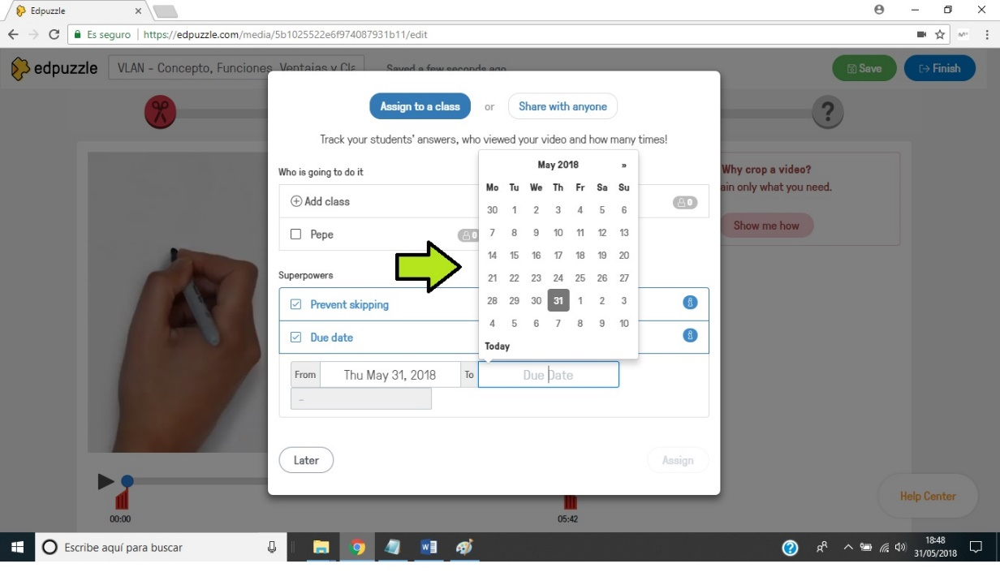 Edpuzzle
Es seguro | https://edpuzzle.com/media/5b1025522e6f974087931b11/edit
edpuzzle
VLAN - Concepto, Funciones, Ventajas y Cla
Saved a few seconds ago
Save
Finish
Assign to a class or Share with anyone
Track your students' answers, who viewed your video and how many times!
Who is going to do it
Add class
0
Pepe
0
Superpowers
Prevent skipping
Due date
From Thu May 31, 2018 To Due Date
-
May 2018 »
Mo Tu We Th Fr Sa Su
30 1 2 3 4 5 6
7 8 9 10 11 12 13
14 15 16 17 18 19 20
21 22 23 24 25 26 27
28 29 30 31 1 2 3
4 5 6 7 8 9 10
Today
Later
Assign
?
Why crop a video?
ain only what you need.
Show me how
00:00
05:42
Help Center
Escribe aquí para buscar
18:48
31/05/2018